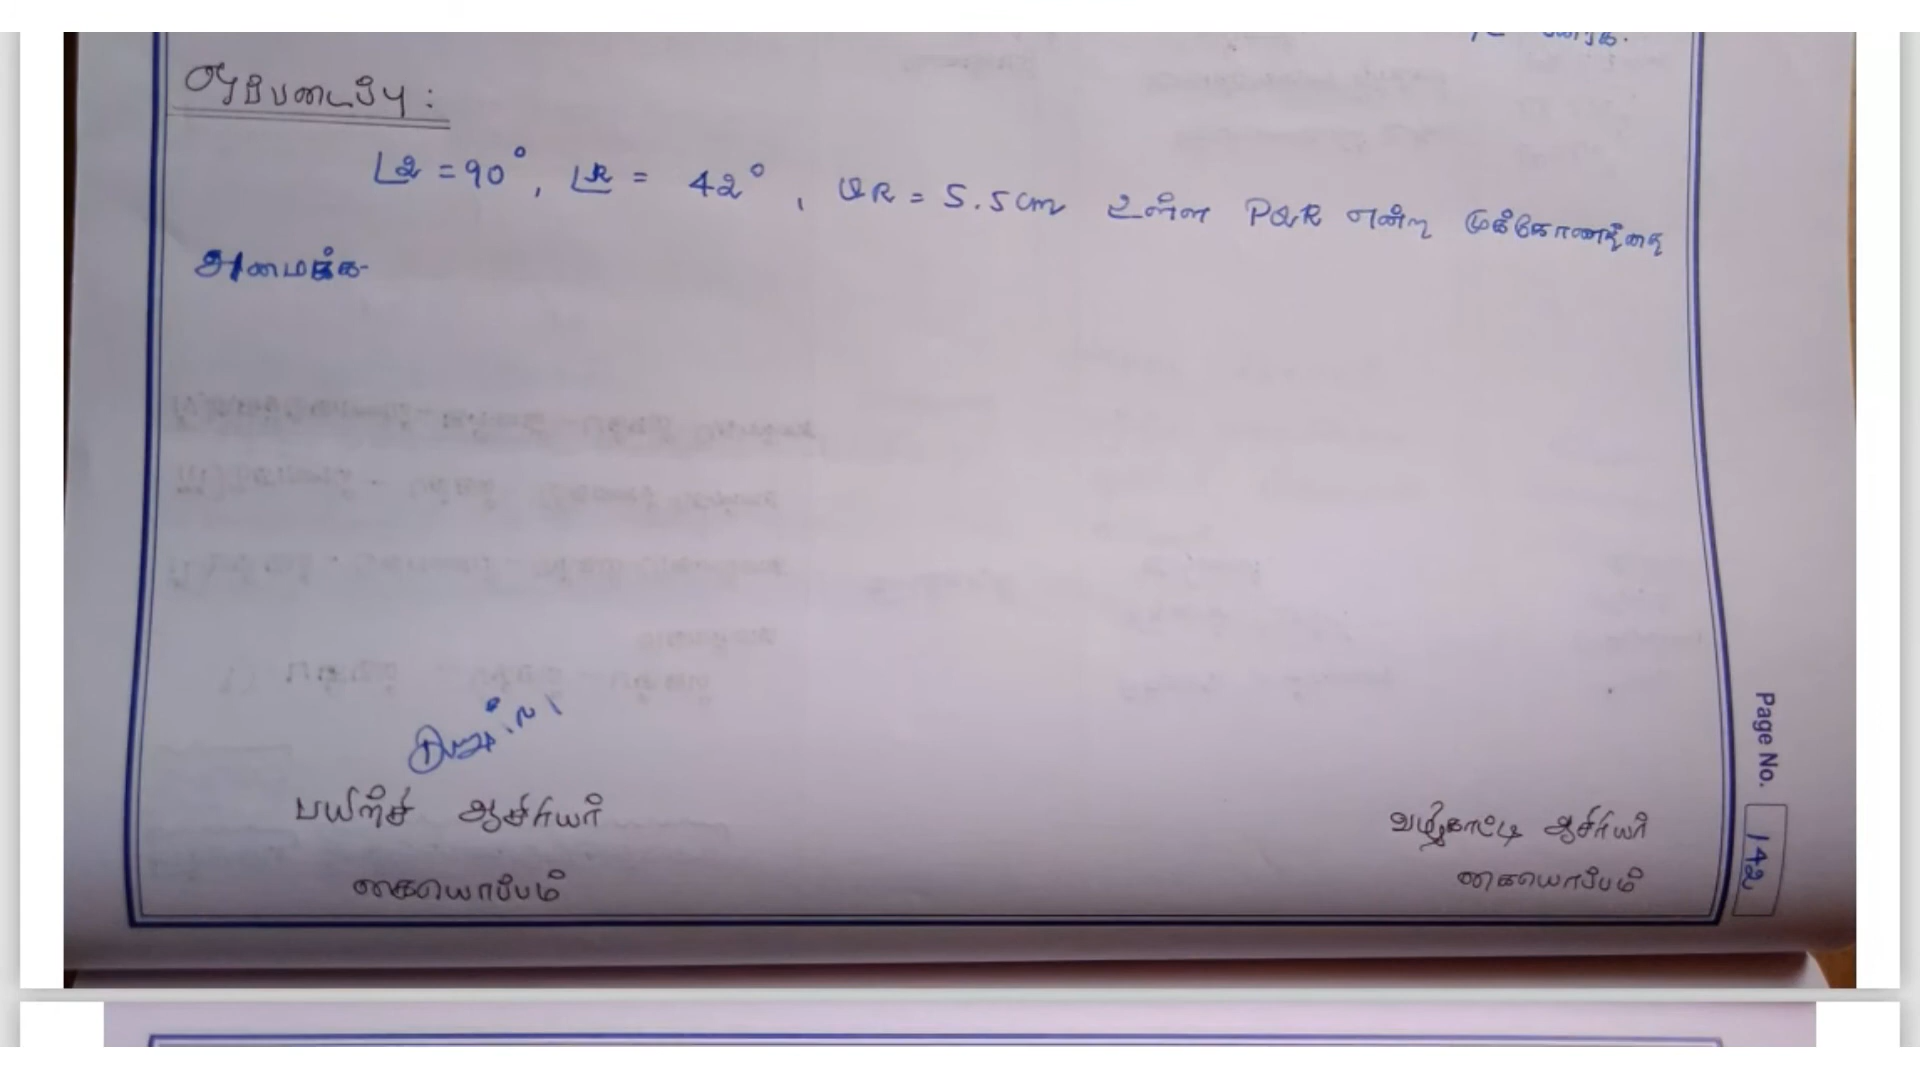 ஒப்படைப்பு :
∟Q = 90°, ∟R = 42°, QR = 5.5cm உள்ள PQR என்ற முக்கோணத்தை
அமைக்க
பயிற்சி ஆசிரியர்
வழிகாட்டி ஆசிரியர்
கையொப்பம்
கையொப்பம்
Page No.
142